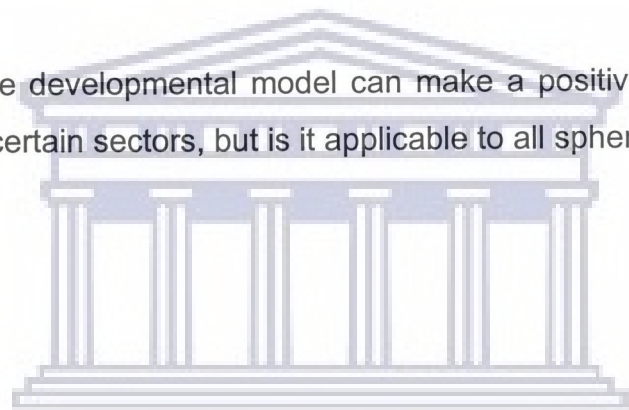 e developmental model can make a positiv
certain sectors, but is it applicable to all spher